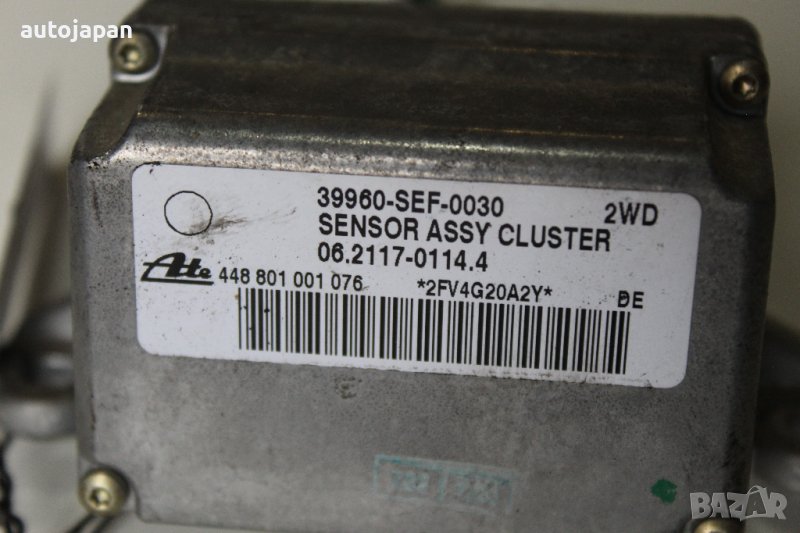 autojapan
39960-SEF-0030 2WD
SENSOR ASSY CLUSTER
06.2117-0114.4
Ate 448 801 001 076 *2FV4G20A2Y* DE
E
BAZAR